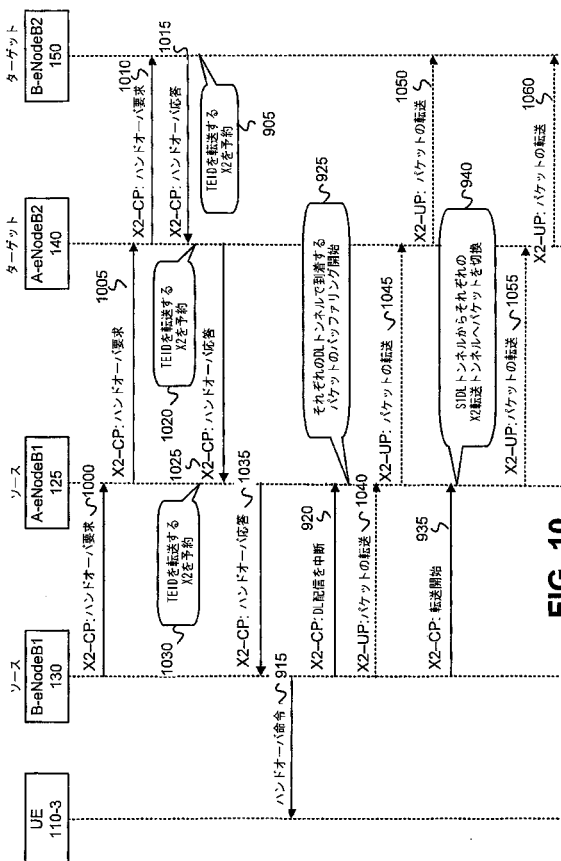 UE
110-3
ソース
B-eNodeB1
130
ソース
A-eNodeB1
125
ターゲット
A-eNodeB2
140
ターゲット
B-eNodeB2
150
X2-CP: ハンドオーバ要求
1000
X2-CP: ハンドオーバ要求
1005
X2-CP: ハンドオーバ要求
1010
X2-CP: ハンドオーバ応答
1015
TEIDを転送する
X2を予約
905
TEIDを転送する
X2を予約
1020
X2-CP: ハンドオーバ応答
1025
TEIDを転送する
X2を予約
1030
X2-CP: ハンドオーバ応答
1035
ハンドオーバ命令
915
X2-CP: DL配信を中断
920
それぞれのDLトンネルで到着する
パケットのバッファリング開始
925
X2-UP: パケットの転送
1040
X2-UP: パケットの転送
1045
X2-UP: パケットの転送
1050
X2-CP: 転送開始
935
S1DLトンネルからそれぞれの
X2転送トンネルへパケットを切換
940
X2-UP: パケットの転送
1055
X2-UP: パケットの転送
1060
FIG. 10